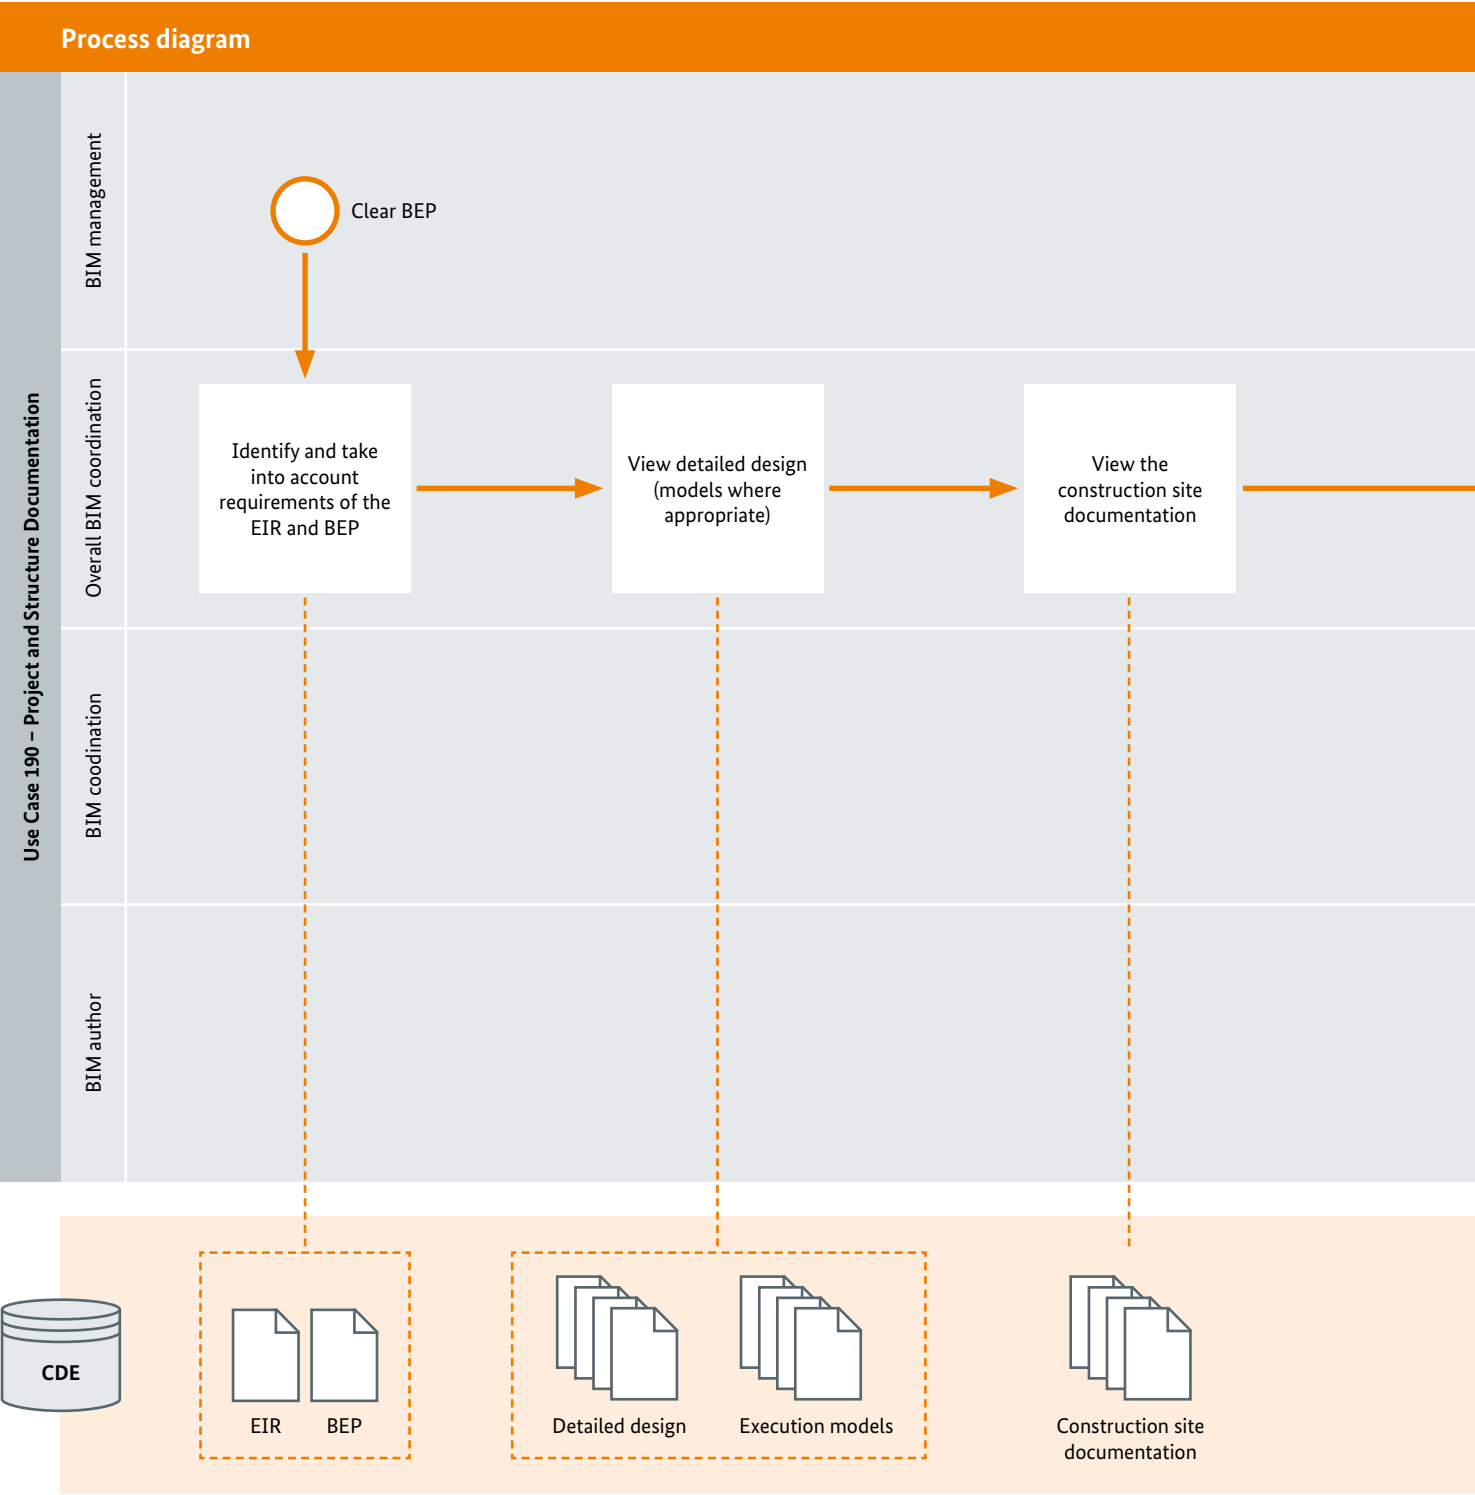 Process diagram
Use Case 190 – Project and Structure Documentation
BIM management
Clear BEP
Overall BIM coordination
Identify and take
into account
requirements of the
EIR and BEP
View detailed design
(models where
appropriate)
View the
construction site
documentation
BIM coodination
BIM author
CDE
EIR
BEP
Detailed design
Execution models
Construction site
documentation